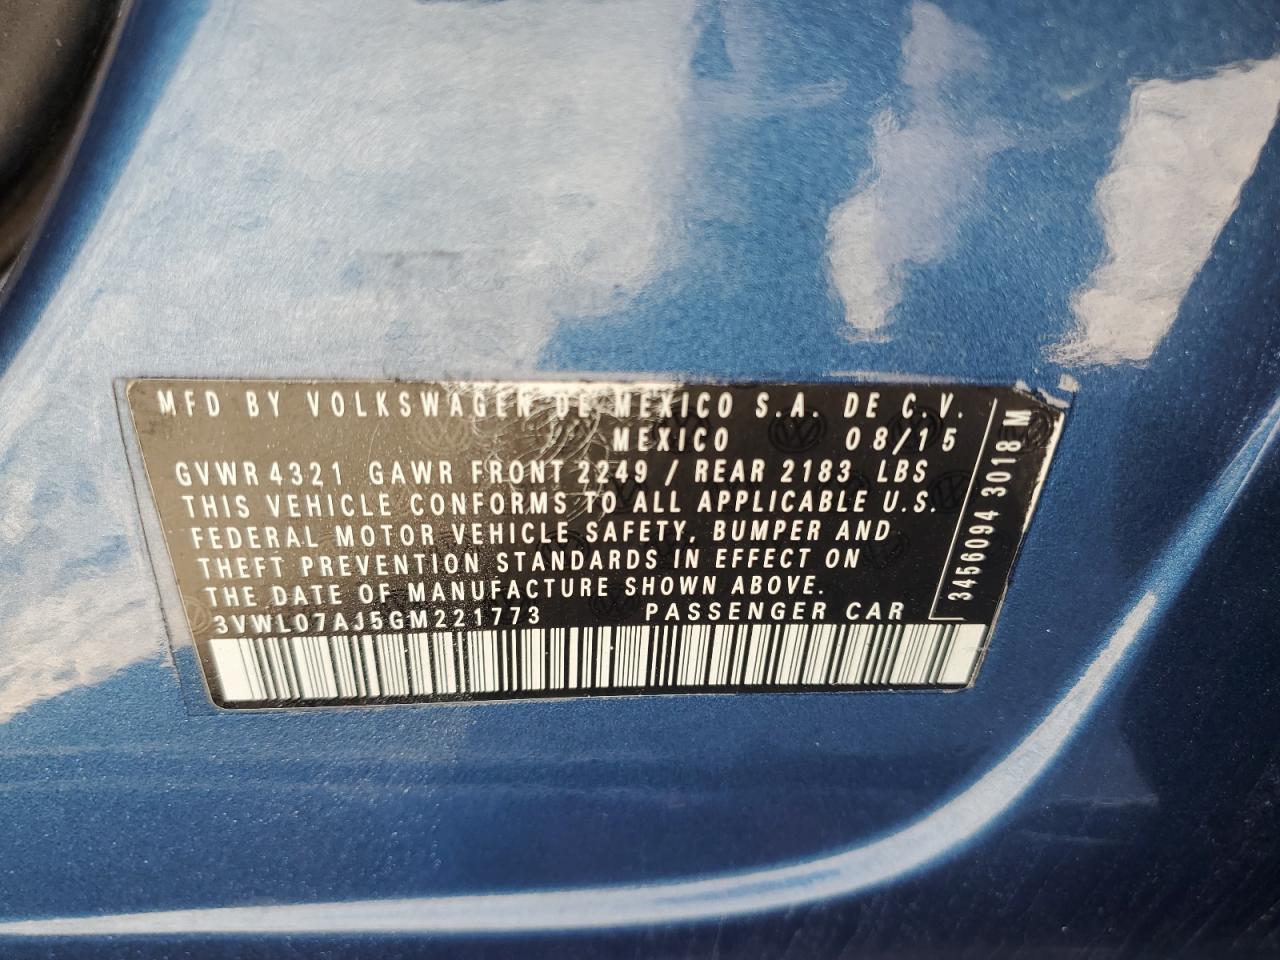 MFD BY VOLKSWAGEN DE MEXICO S.A. DE C.V.
MEXICO 08/15
GVWR 4321 GAWR FRONT 2249 / REAR 2183 LBS
THIS VEHICLE CONFORMS TO ALL APPLICABLE U.S.
FEDERAL MOTOR VEHICLE SAFETY, BUMPER AND
THEFT PREVENTION STANDARDS IN EFFECT ON
THE DATE OF MANUFACTURE SHOWN ABOVE.
3VWL07AJ5GM221773 PASSENGER CAR
3456094 3018 M